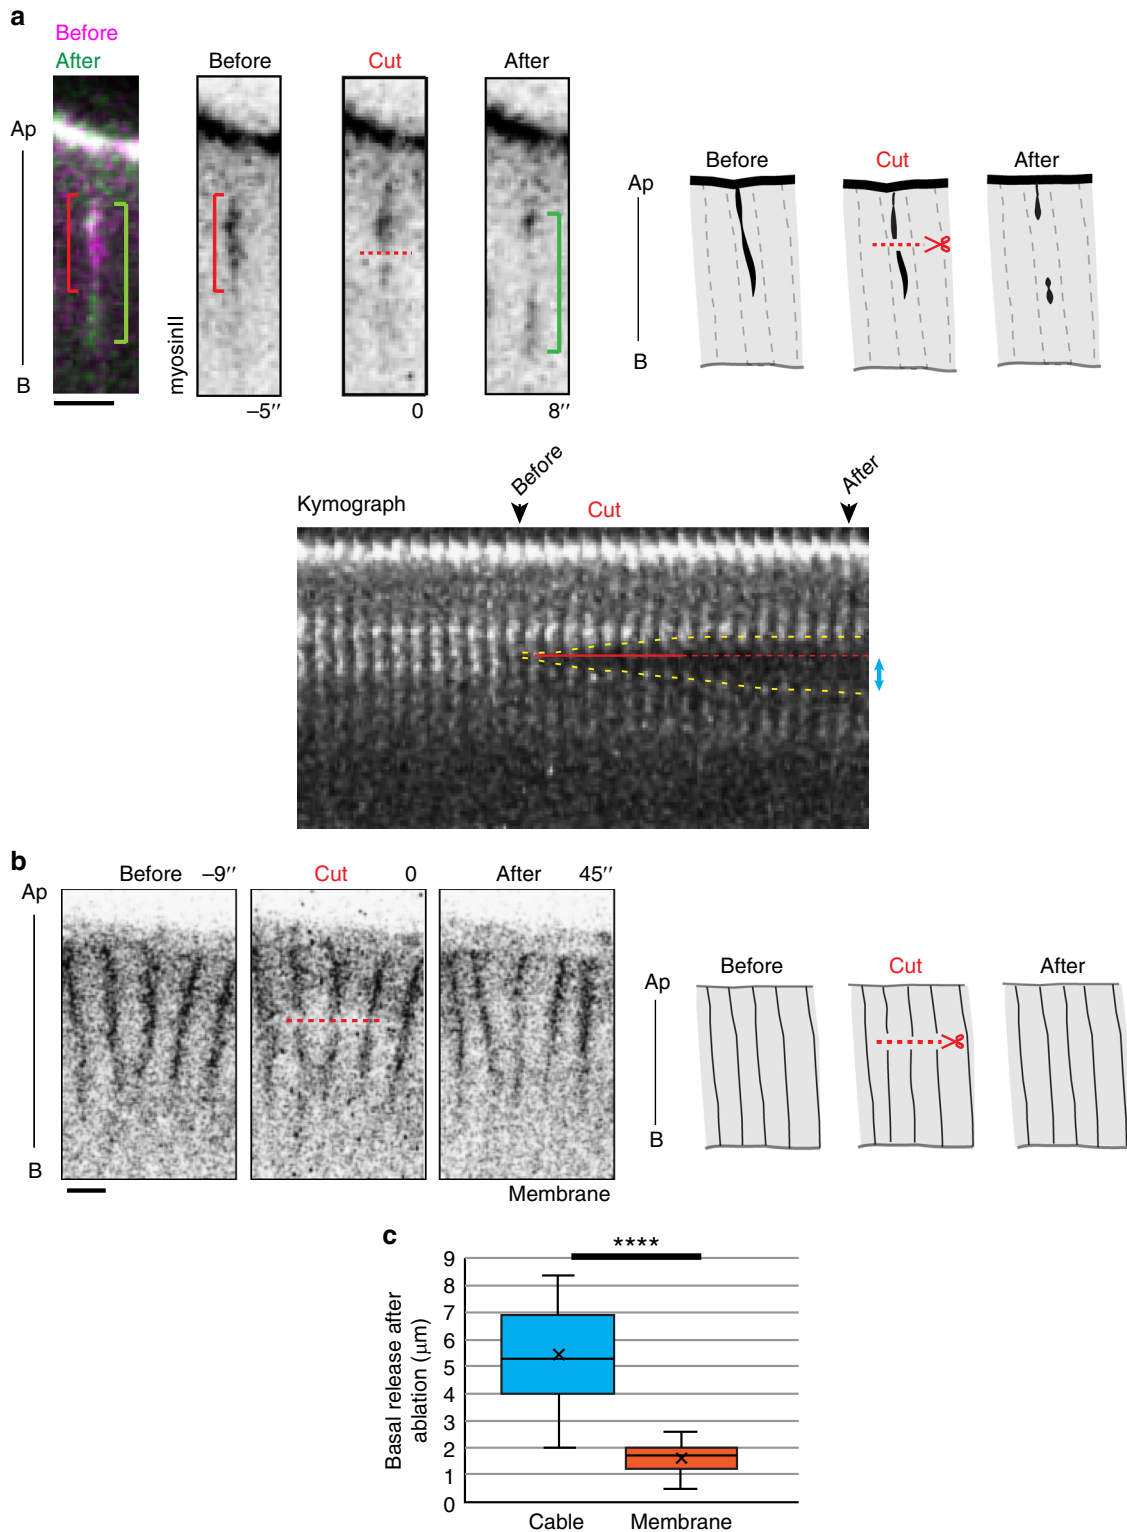 a
Before
After
Before
Cut
After
Ap
B
myosinII
–5′′
0
8′′
Before
Cut
After
Ap
B
Kymograph
Before
Cut
After
b
Before –9′′
Cut 0
After 45′′
Ap
B
Membrane
Before
Cut
After
Ap
B
c
****
Basal release after
ablation (μm)
9
8
7
6
5
4
3
2
1
0
Cable
Membrane